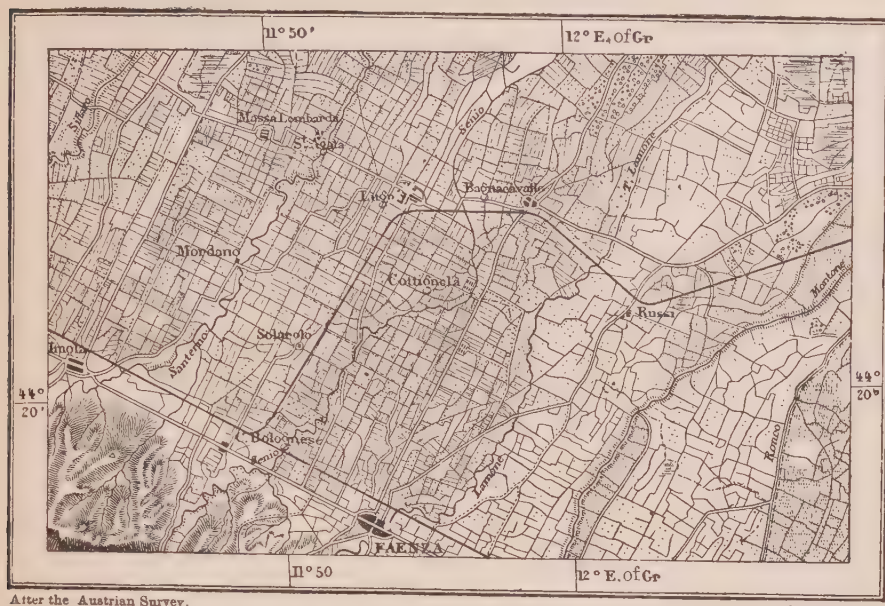 11° 50'
12° E. of Gr
Massa Lombarda
St. Agata
Senio
T. Lamone
Lugo
Bagnacavallo
Mordano
Santerno
Solarolo
Russi
Montone
Imola
44°
20'
44°
20'
C. Bolognese
Senio
Lamone
Ronco
FAENZA
11° 50
12° E. of Gr
After the Austrian Survey.